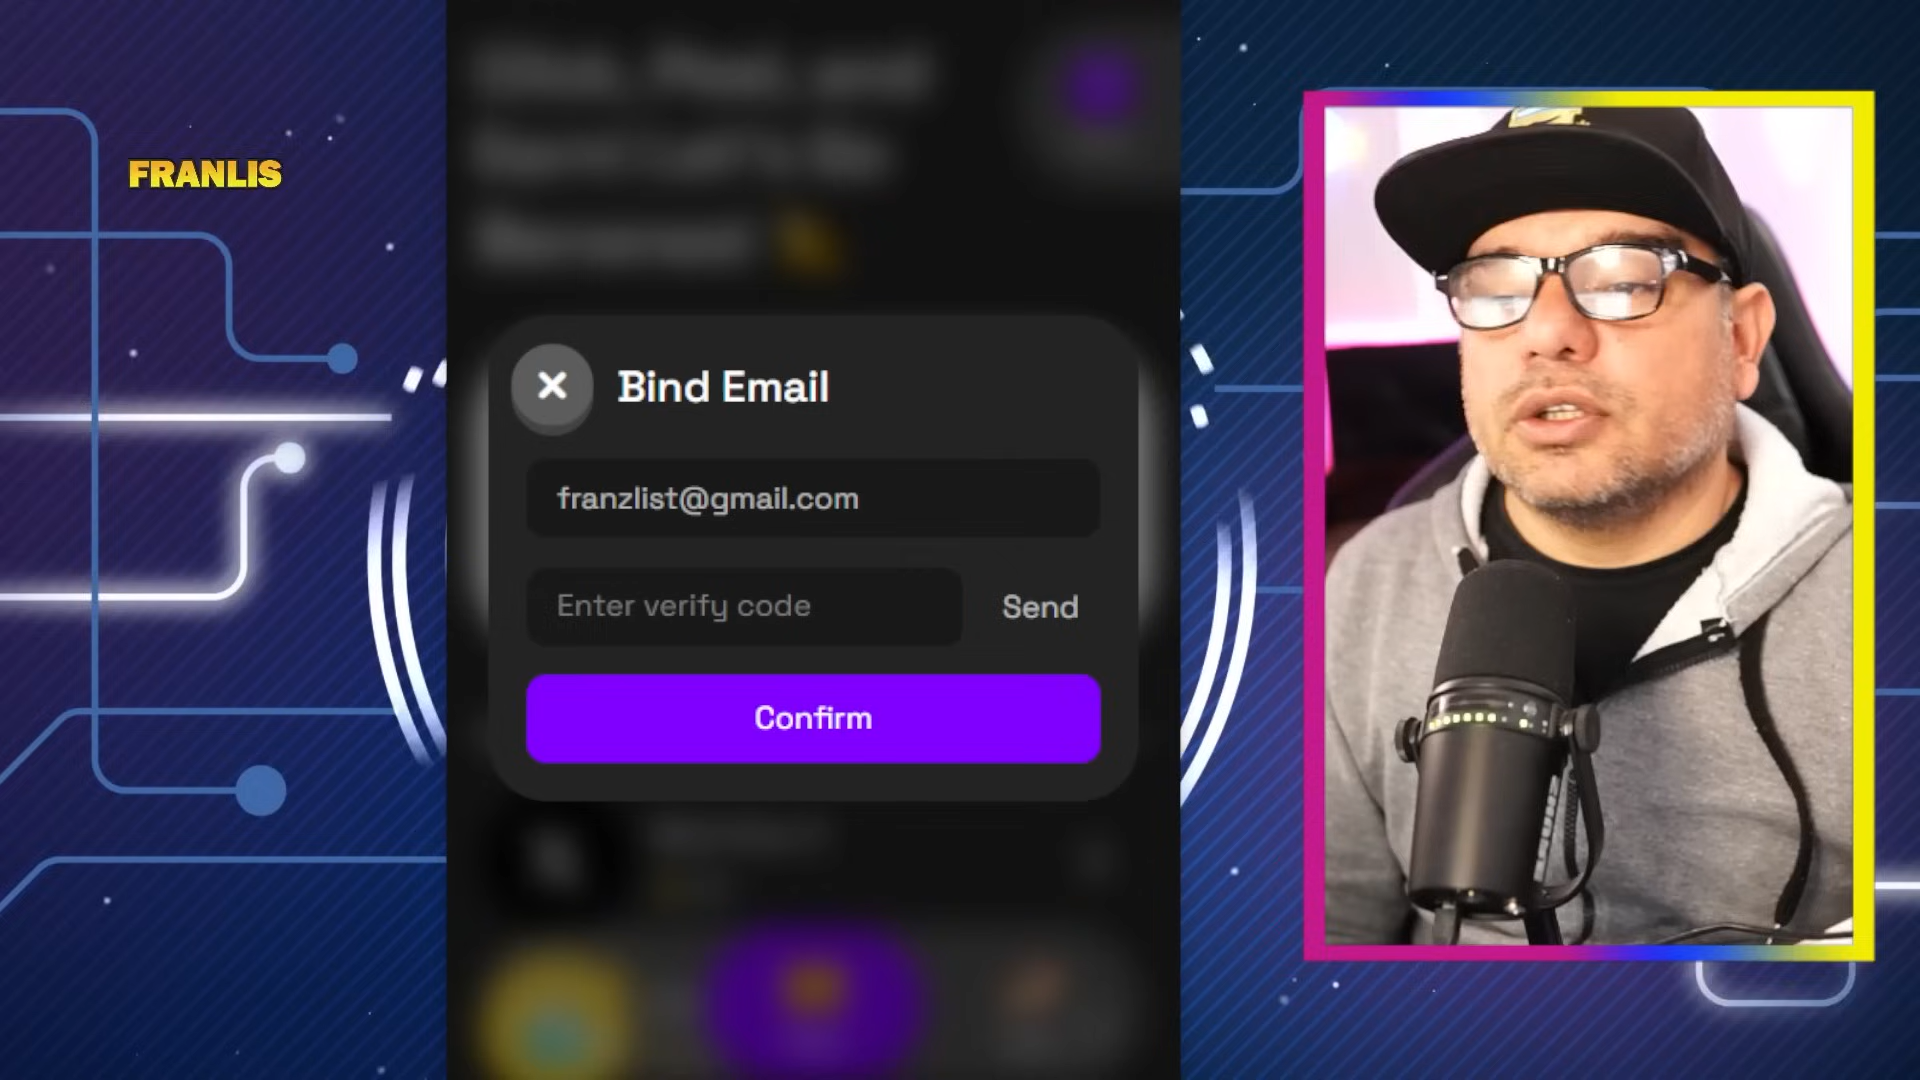 FRANLIS
Bind Email
franzlist@gmail.com
Enter verify code
Send
Confirm